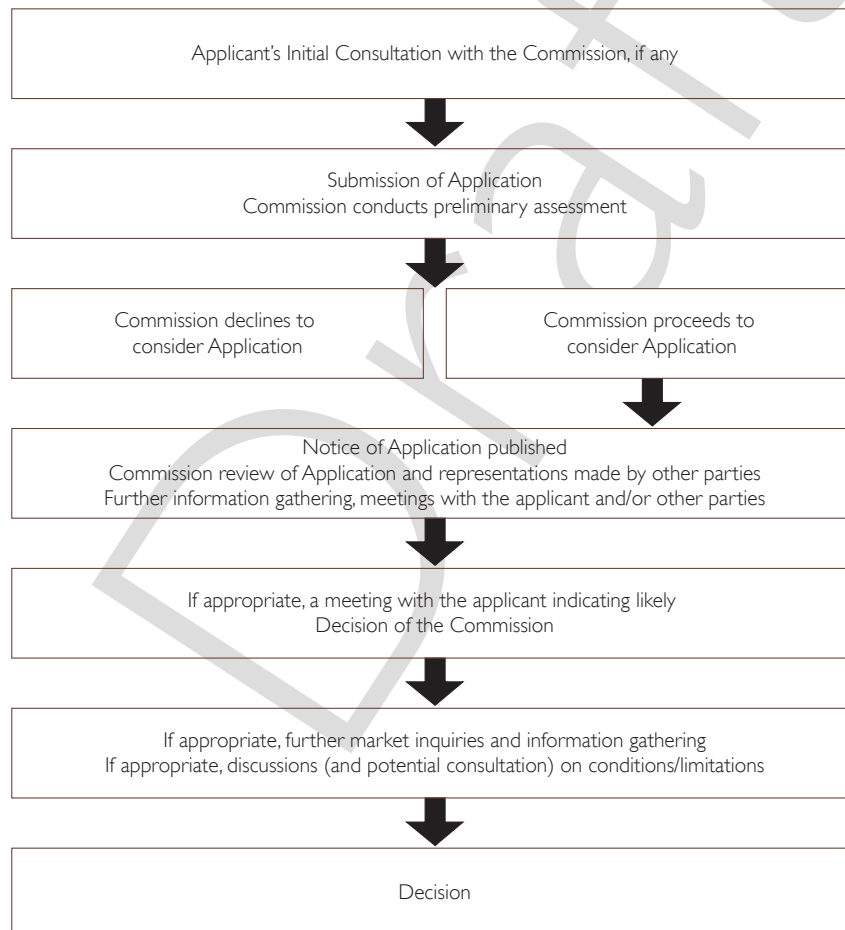 Applicant's Initial Consultation with the Commission, if any
Submission of Application
Commission conducts preliminary assessment
Commission declines to
consider Application
Commission proceeds to
consider Application
Notice of Application published
Commission review of Application and representations made by other parties
Further information gathering, meetings with the applicant and/or other parties
If appropriate, a meeting with the applicant indicating likely
Decision of the Commission
If appropriate, further market inquiries and information gathering
If appropriate, discussions (and potential consultation) on conditions/limitations
Decision
Draft